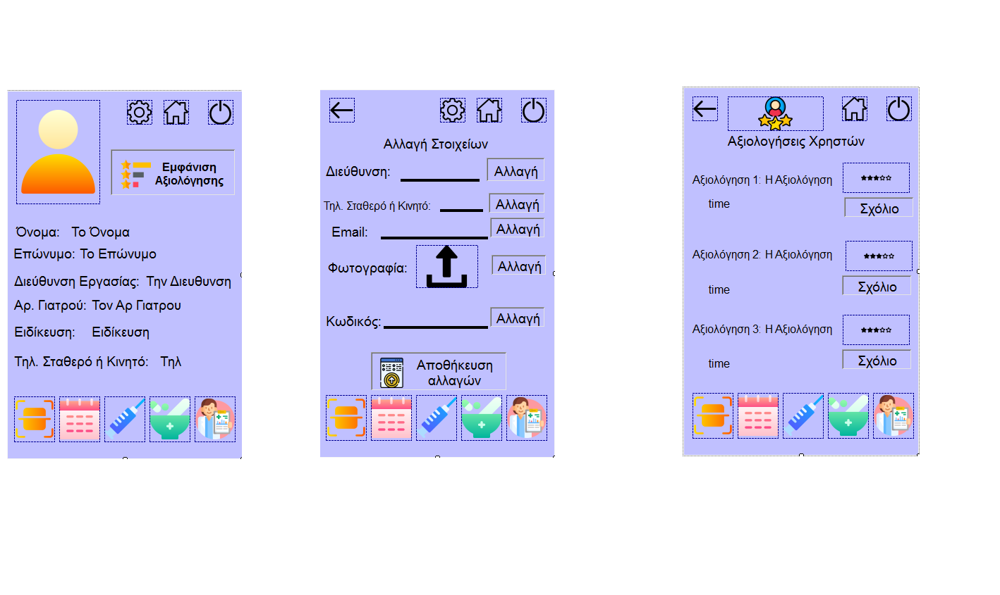 Εμφάνιση
Αξιολόγησης
Όνομα: Το Όνομα
Επώνυμο: Το Επώνυμο
Διεύθυνση Εργασίας: Την Διευθυνση
Αρ. Γιατρού: Τον Αρ Γιατρου
Ειδίκευση: Ειδίκευση
Τηλ. Σταθερό ή Κινητό: Τηλ
Αλλαγή Στοιχείων
Διεύθυνση: Αλλαγή
Τηλ. Σταθερό ή Κινητό: Αλλαγή
Email: Αλλαγή
Φωτογραφία: Αλλαγή
Κωδικός: Αλλαγή
Αποθήκευση
αλλαγών
Αξιολογήσεις Χρηστών
Αξιολόγηση 1: Η Αξιολόγηση
time Σχόλιο
Αξιολόγηση 2: Η Αξιολόγηση
time Σχόλιο
Αξιολόγηση 3: Η Αξιολόγηση
time Σχόλιο